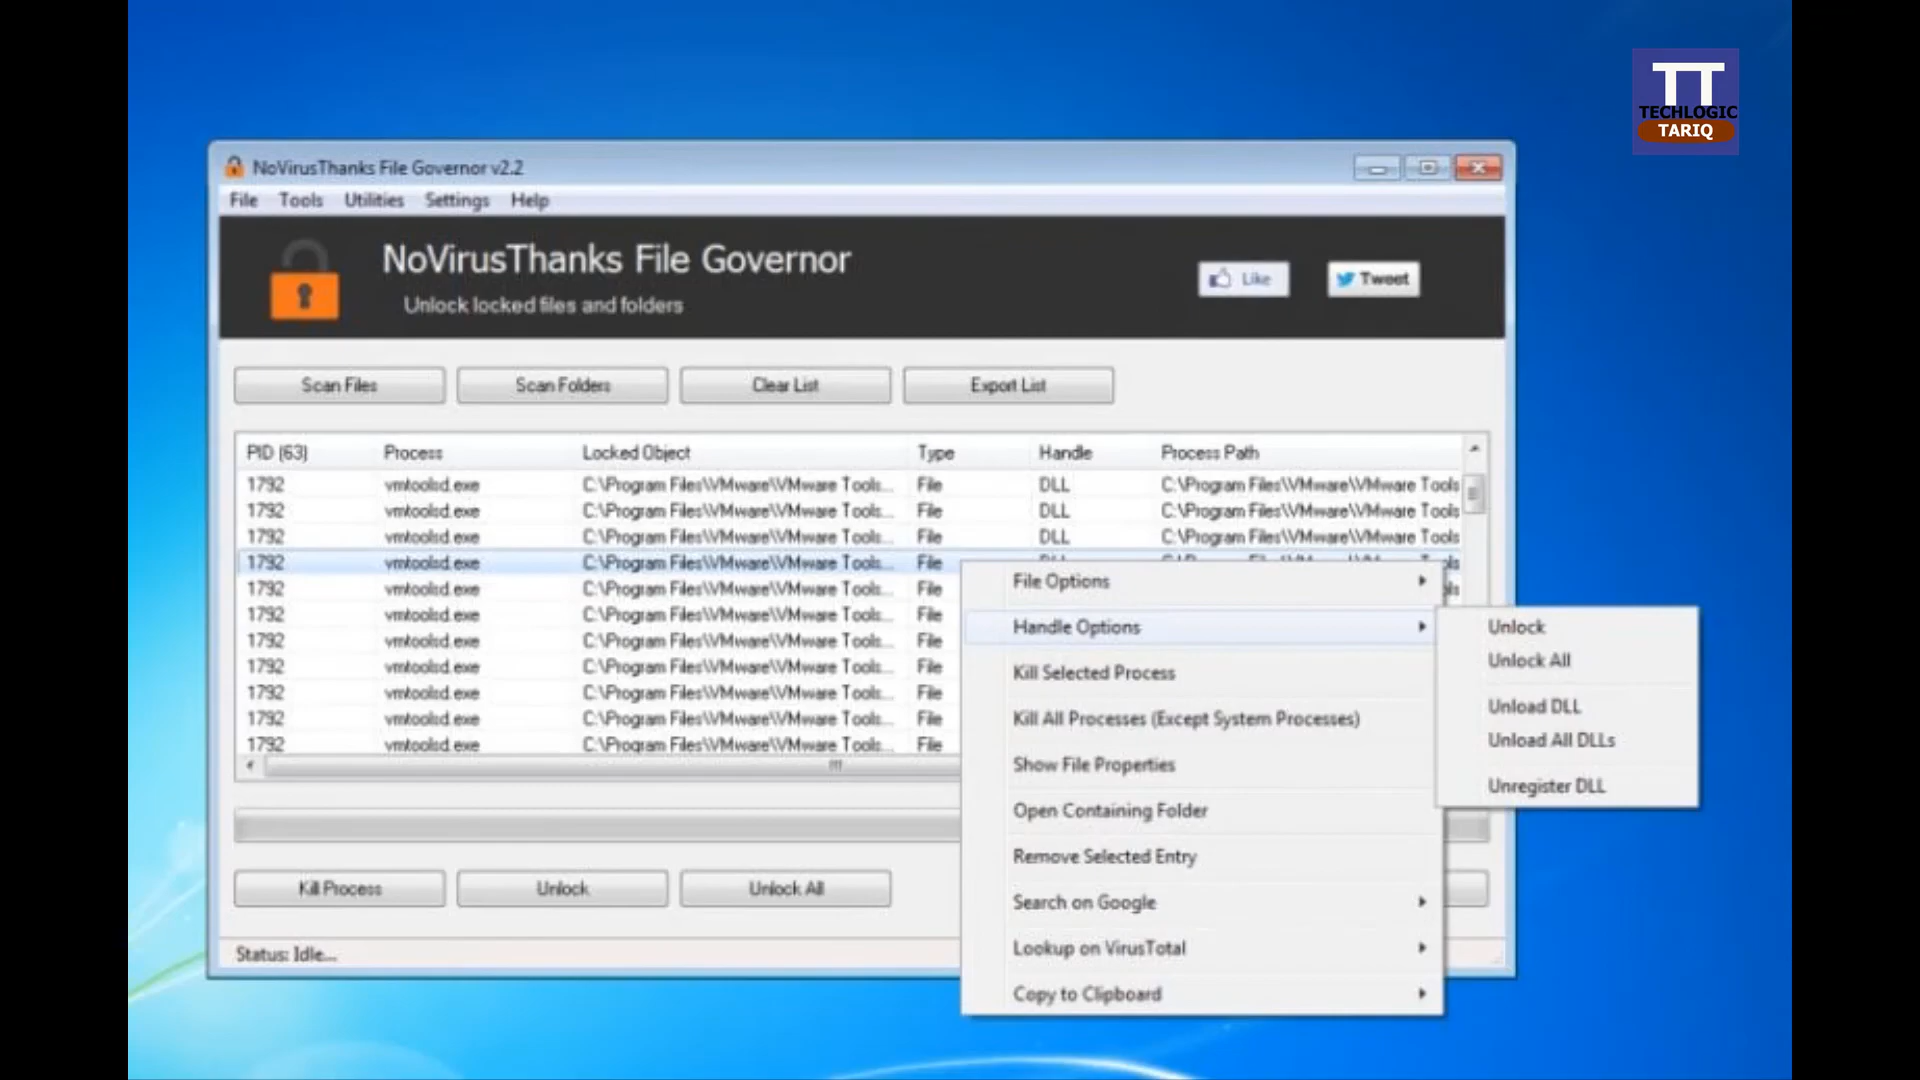 TT
TECHLOGIC
TARIQ
NoVirusThanks File Governor v2.2
File Tools Utilities Settings Help
NoVirusThanks File Governor
Unlock locked files and folders
Like Tweet
Scan Files Scan Folders Clear List Export List
PID (63) Process Locked Object Type Handle Process Path
1792 vmtoolsd.exe C:\Program Files\VMware\VMware Tools... File DLL C:\Program Files\VMware\VMware Tools
1792 vmtoolsd.exe C:\Program Files\VMware\VMware Tools... File DLL C:\Program Files\VMware\VMware Tools
1792 vmtoolsd.exe C:\Program Files\VMware\VMware Tools... File DLL C:\Program Files\VMware\VMware Tools
1792 vmtoolsd.exe C:\Program Files\VMware\VMware Tools... File
1792 vmtoolsd.exe C:\Program Files\VMware\VMware Tools... File
1792 vmtoolsd.exe C:\Program Files\VMware\VMware Tools... File
1792 vmtoolsd.exe C:\Program Files\VMware\VMware Tools... File
1792 vmtoolsd.exe C:\Program Files\VMware\VMware Tools... File
1792 vmtoolsd.exe C:\Program Files\VMware\VMware Tools... File
1792 vmtoolsd.exe C:\Program Files\VMware\VMware Tools... File
1792 vmtoolsd.exe C:\Program Files\VMware\VMware Tools... File
File Options
Handle Options
Kill Selected Process
Kill All Processes (Except System Processes)
Show File Properties
Open Containing Folder
Remove Selected Entry
Search on Google
Lookup on VirusTotal
Copy to Clipboard
Unlock
Unlock All
Unload DLL
Unload All DLLs
Unregister DLL
Kill Process Unlock Unlock All
Status: Idle...